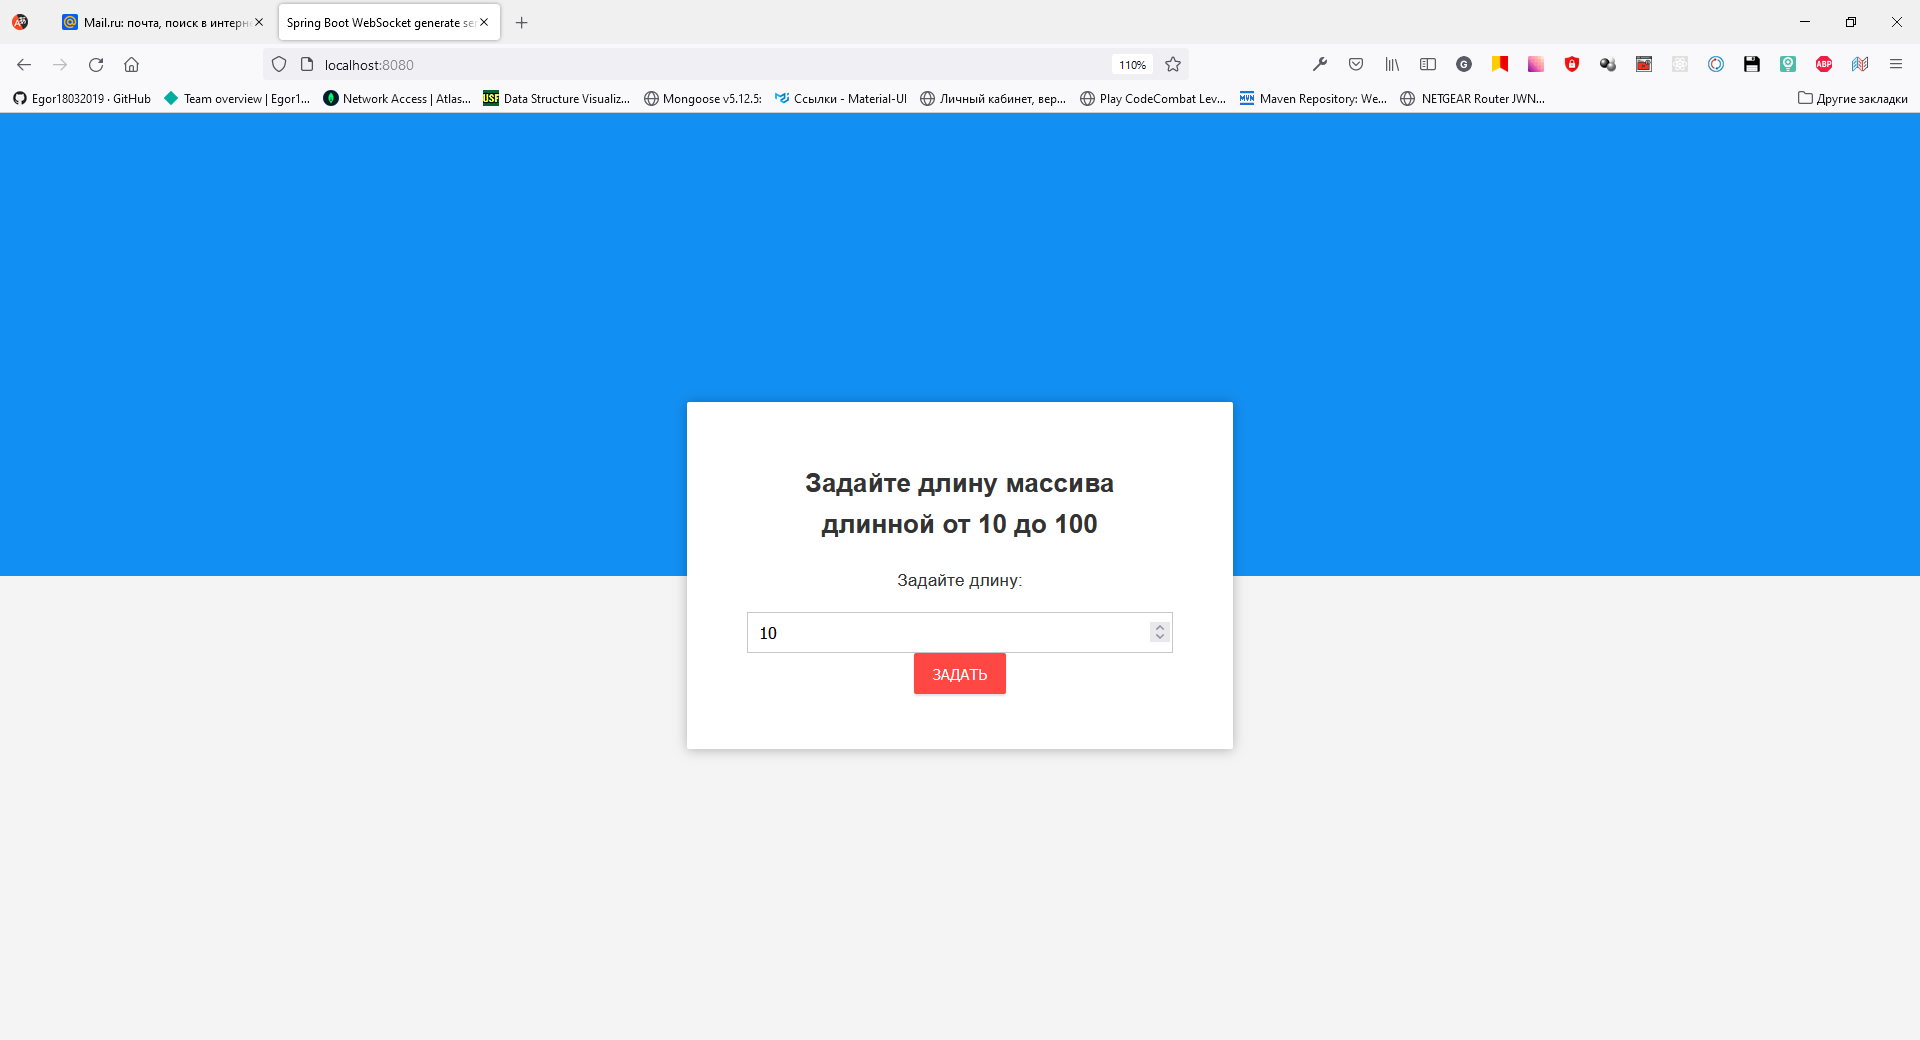 Mail.ru: почта, поиск в интерн
Spring Boot WebSocket generate se
localhost:8080
110%
Egor18032019 · GitHub
Team overview | Egor1...
Network Access | Atlas...
USF
Data Structure Visualiz...
Mongoose v5.12.5:
Ссылки - Material-UI
Личный кабинет, вер...
Play CodeCombat Lev...
MVN
Maven Repository: We...
NETGEAR Router JWN...
Другие закладки
G
ABP
Задайте длину массива
длинной от 10 до 100
Задайте длину:
10
ЗАДАТЬ